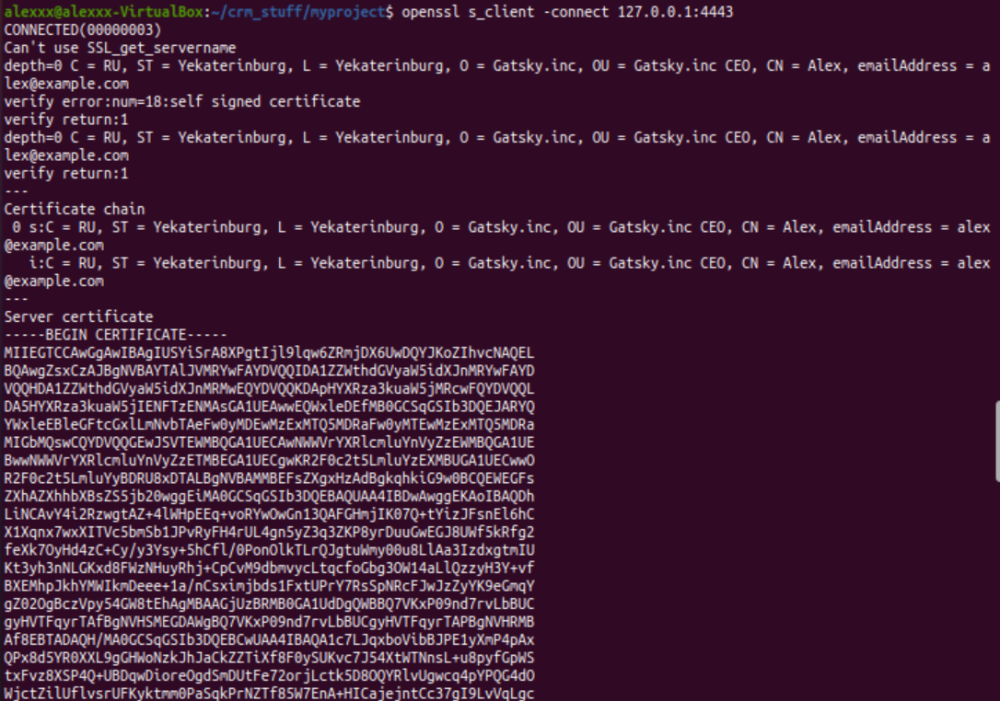 alexxx@alexxx-VirtualBox:~/crm_stuff/myproject$ openssl s_client -connect 127.0.0.1:4443
CONNECTED(00000003)
Can't use SSL_get_servername
depth=0 C = RU, ST = Yekaterinburg, L = Yekaterinburg, O = Gatsky.inc, OU = Gatsky.inc CEO, CN = Alex, emailAddress = a
lex@example.com
verify error:num=18:self signed certificate
verify return:1
depth=0 C = RU, ST = Yekaterinburg, L = Yekaterinburg, O = Gatsky.inc, OU = Gatsky.inc CEO, CN = Alex, emailAddress = a
lex@example.com
verify return:1
---
Certificate chain
 0 s:C = RU, ST = Yekaterinburg, L = Yekaterinburg, O = Gatsky.inc, OU = Gatsky.inc CEO, CN = Alex, emailAddress = alex
@example.com
   i:C = RU, ST = Yekaterinburg, L = Yekaterinburg, O = Gatsky.inc, OU = Gatsky.inc CEO, CN = Alex, emailAddress = alex
@example.com
---
Server certificate
-----BEGIN CERTIFICATE-----
MIIEGTCCAwGgAwIBAgIUSYiSrA8XPgtIjl9lqw6ZRmjDX6UwDQYJKoZIhvcNAQEL
BQAwgZsxCzAJBgNVBAYTAlJVMRYwFAYDVQQIDA1ZZWthdGVyaW5idXJnMRYwFAYD
VQQHDA1ZZWthdGVyaW5idXJnMRMwEQYDVQQKDApHYXRza3kuaW5jMRcwFQYDVQQL
DA5HYXRza3kuaW5jIENFTzENMAsGA1UEAwwEQWxleDEfMB0GCSqGSIb3DQEJARYQ
YWxleEBleGFtcGxlLmNvbTAeFw0yMDEwMzExMTQ5MDRaFw0yMTEwMzExMTQ5MDRa
MIGbMQswCQYDVQQGEwJSVTEWMBQGA1UECAwNWWVrYXRlcmluYnVyZzEWMBQGA1UE
BwwNWWVrYXRlcmluYnVyZzETMBEGA1UECgwKR2F0c2t5LmluYzEXMBUGA1UECwwO
R2F0c2t5LmluYyBDRU8xDTALBgNVBAMMBEFsZXgxHzAdBgkqhkiG9w0BCQEWEGFs
ZXhAZXhhbXBsZS5jb20wggEiMA0GCSqGSIb3DQEBAQUAA4IBDwAwggEKAoIBAQDh
LiNCAvY4i2RzwgtAZ+4lWHpEEq+voRYwOwGn13QAFGHmjIK07Q+tYizJFsnEl6hC
X1Xqnx7wxXITVc5bmSb1JPvRyFH4rUL4gn5yZ3q3ZKP8yrDuuGwEGJ8UWf5kRfg2
feXk7OyHd4zC+Cy/y3Ysy+5hCfl/0PonOlkTLrQJgtuWmy00u8LlAa3IzdxgtmIU
Kt3yh3nNLGKxd8FWzNHuyRhj+CpCvM9dbmvycLtqcfoGbg3OW14aLlQzzyH3Y+vf
BXEMhpJkhYMWIkmDeee+1a/nCsximjbds1FxtUPrY7RsSpNRcFJwJzZyYK9eGmqY
gZ02OgBczVpy54GW8tEhAgMBAAGjUzBRMB0GA1UdDgQWBBQ7VKxP09nd7rvLbBUC
gyHVTFqyrTAfBgNVHSMEGDAWgBQ7VKxP09nd7rvLbBUCgyHVTFqyrTAPBgNVHRMB
Af8EBTADAQH/MA0GCSqGSIb3DQEBCwUAA4IBAQA1c7LJqxboVibBJPE1yXmP4pAx
QPx8d5YR0XXL9gGHWoNzkJhJaCkZZTiXf8F0ySUKvc7J54XtWTNnsL+u8pyfGpWS
txFvz8XSP4Q+UBDqwDioreOgdSmDUtFe72orjLctk5D8OQYRlvUgwcq4pYPQG4dO
WjctZilUflvsrUFKyktmm0PaSqkPrNZTf85W7EnA+HICajejntCc37gI9LvVqLgc